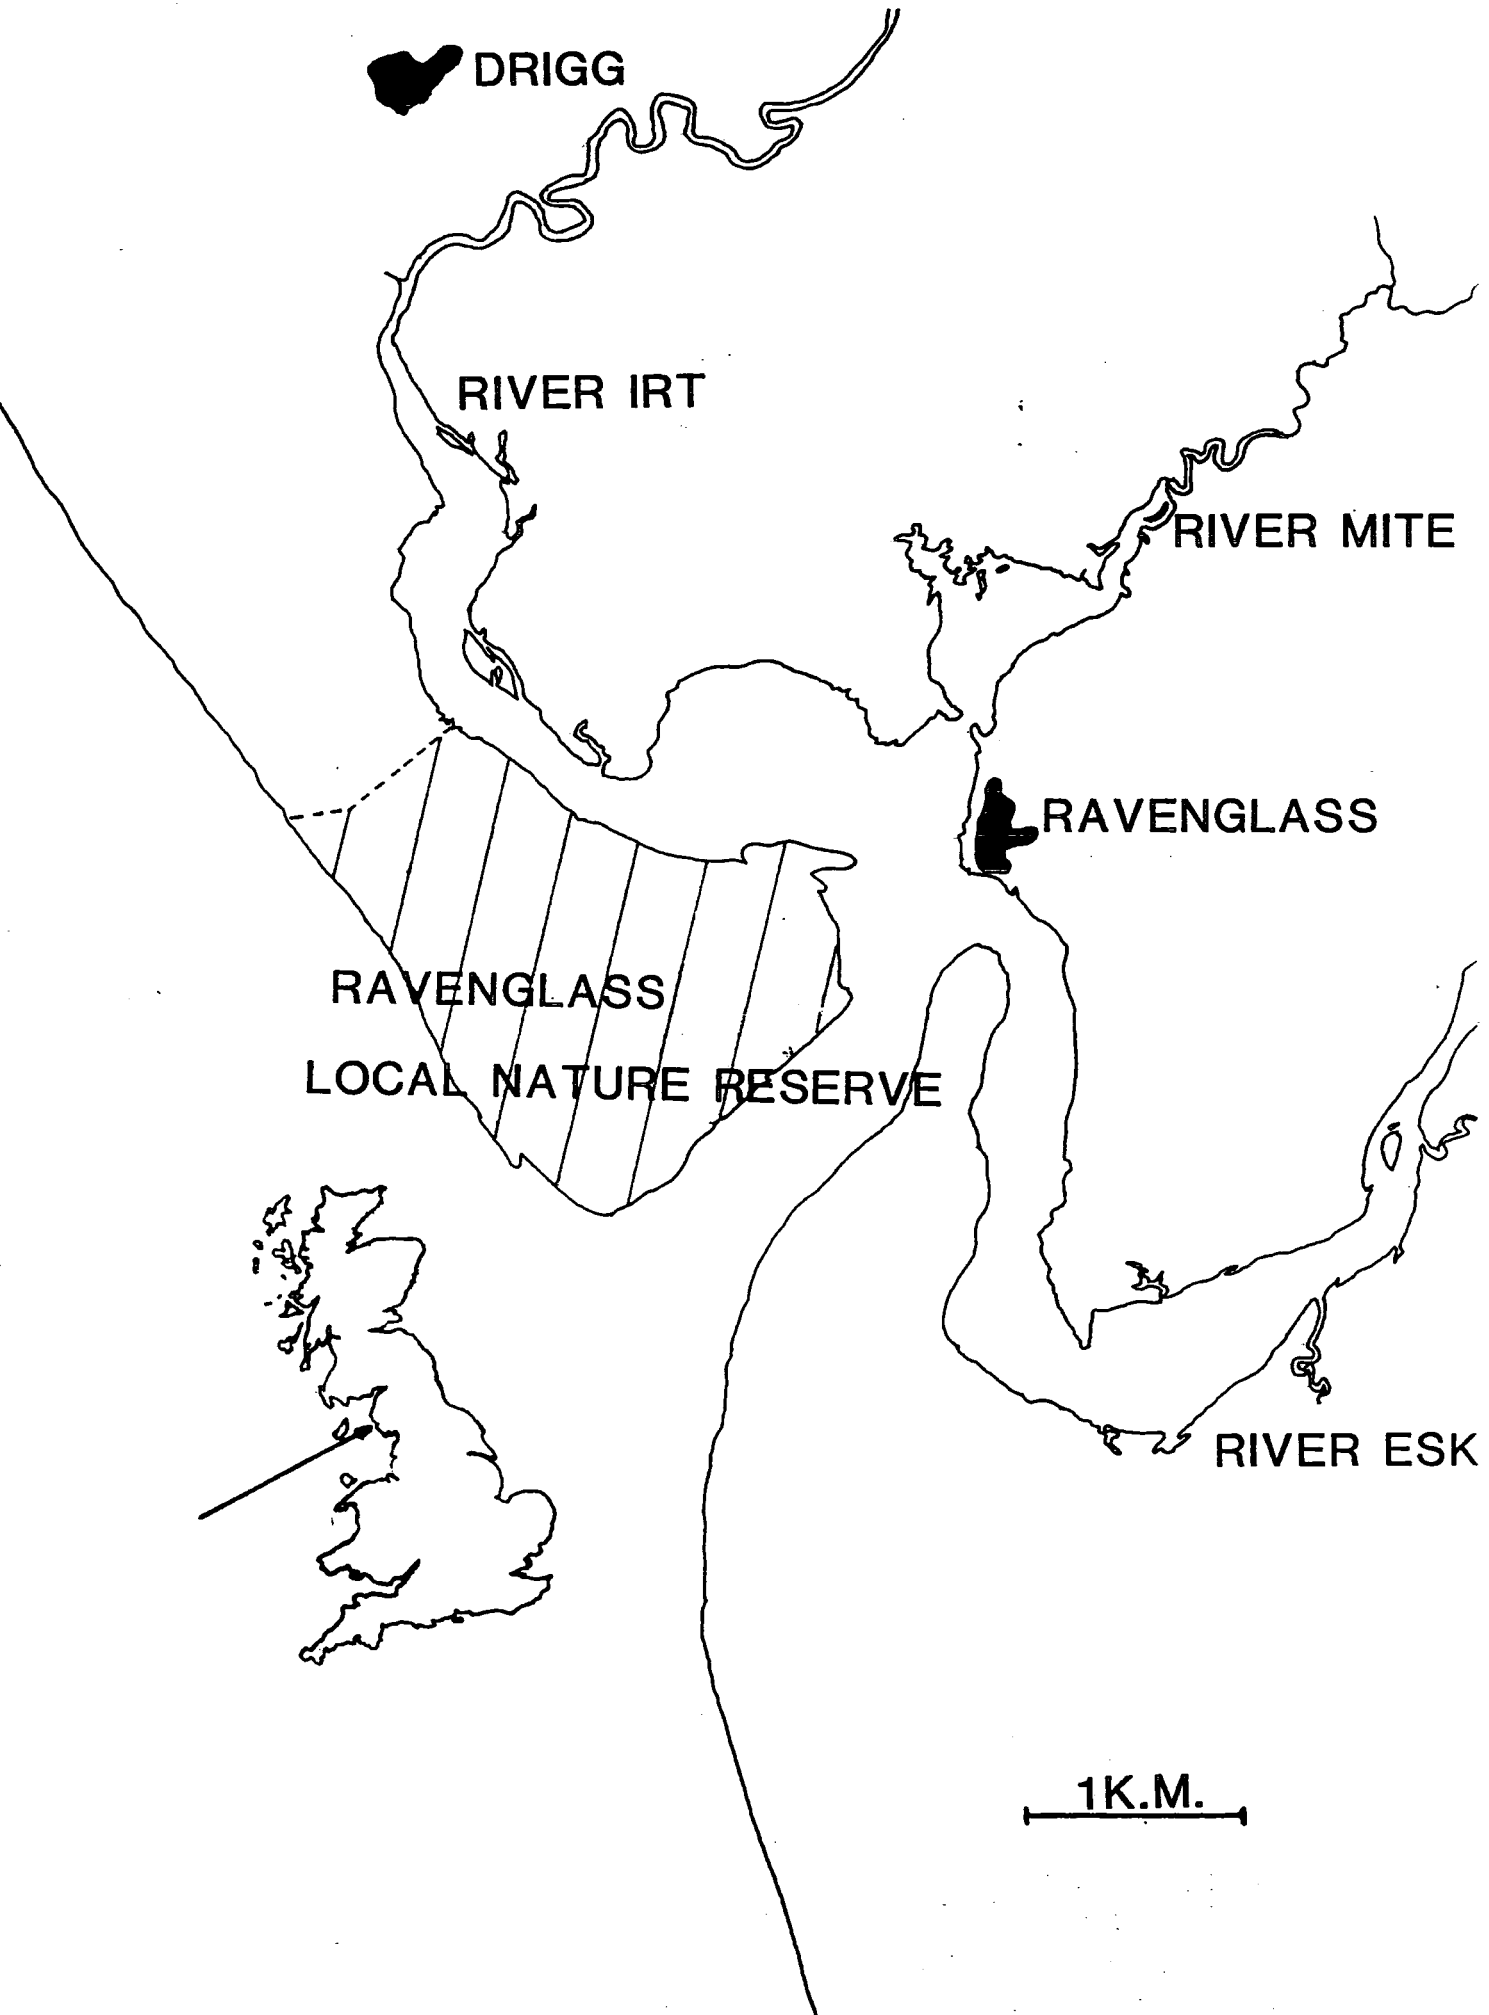 DRIGG
RIVER IRT
RIVER MITE
RAVENGLASS
RAVENGLASS
LOCAL NATURE RESERVE
RIVER ESK
1K.M.